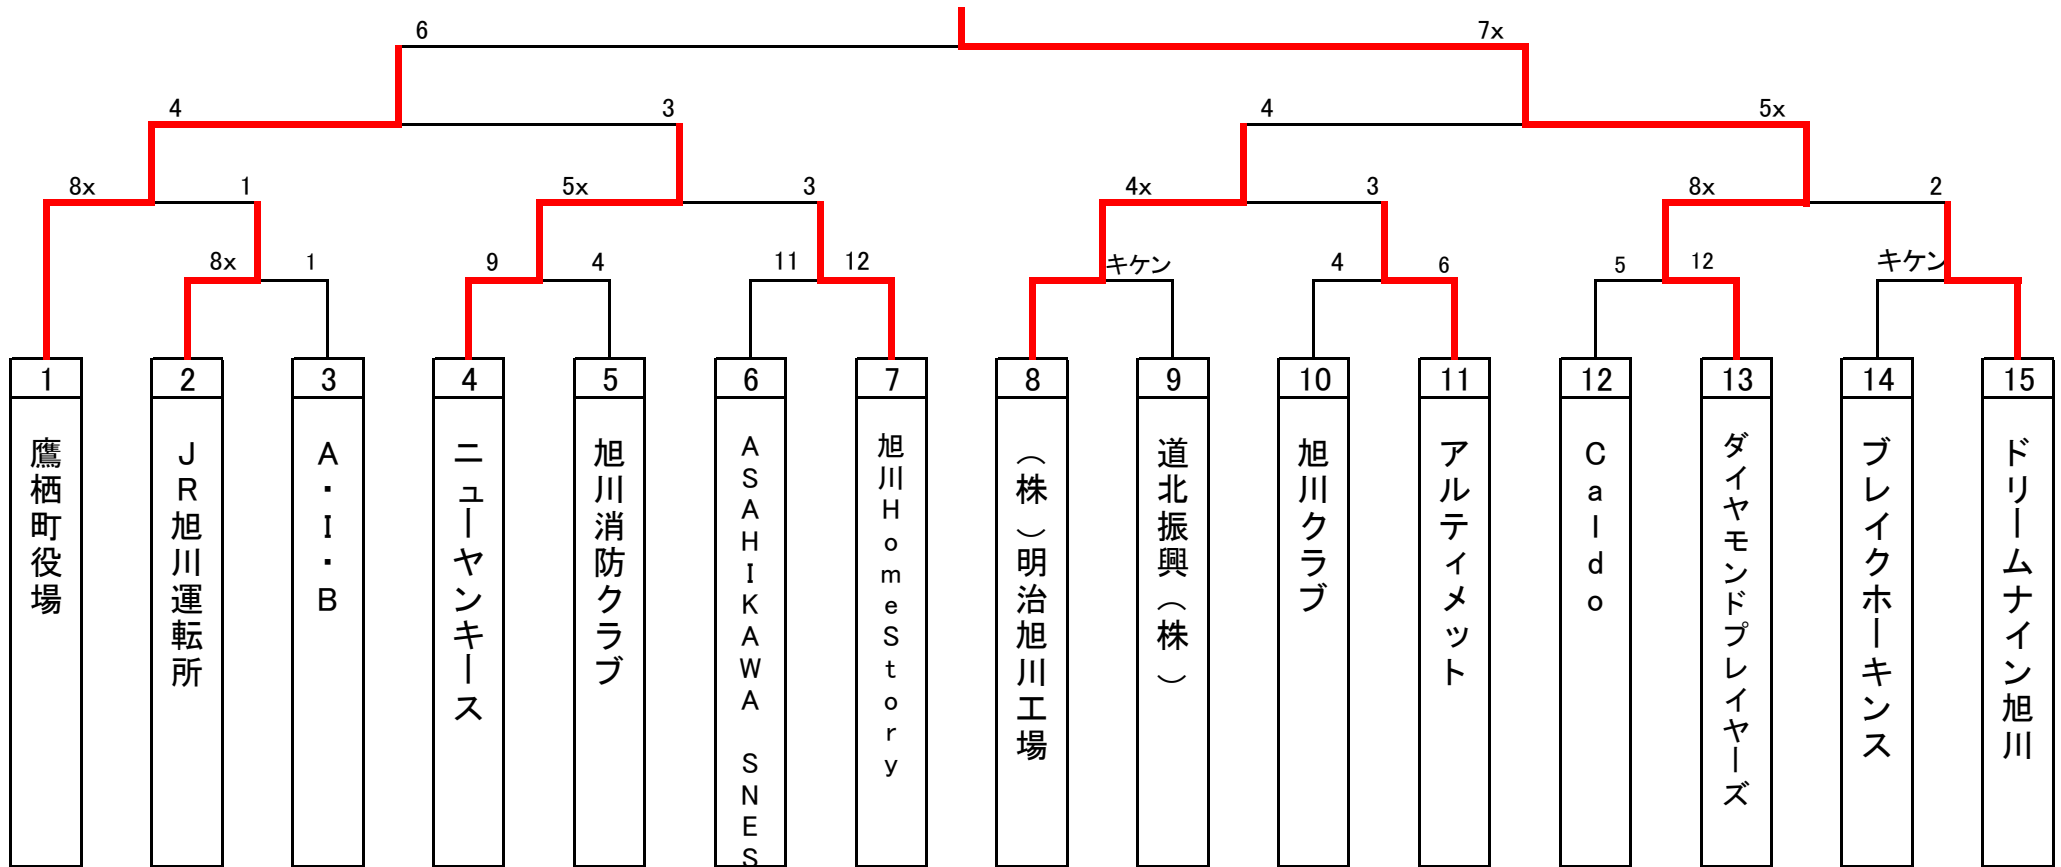 6 7x
4 3 4 5x
8x 1 5x 3 4x 3 8x 2
8x 1 9 4 11 12 キケン 4 6 5 12 キケン
1 2 3 4 5 6 7 8 9 10 11 12 13 14 15
鷹栖町役場
JR旭川運転所
A・I・B
ニューヤンキース
旭川消防クラブ
ASAHIKAWA SNES
旭川HomeStory
（株）明治旭川工場
道北振興（株）
旭川クラブ
アルティメット
Caldo
ダイヤモンドプレイヤーズ
ブレイクホーキンス
ドリームナイン旭川